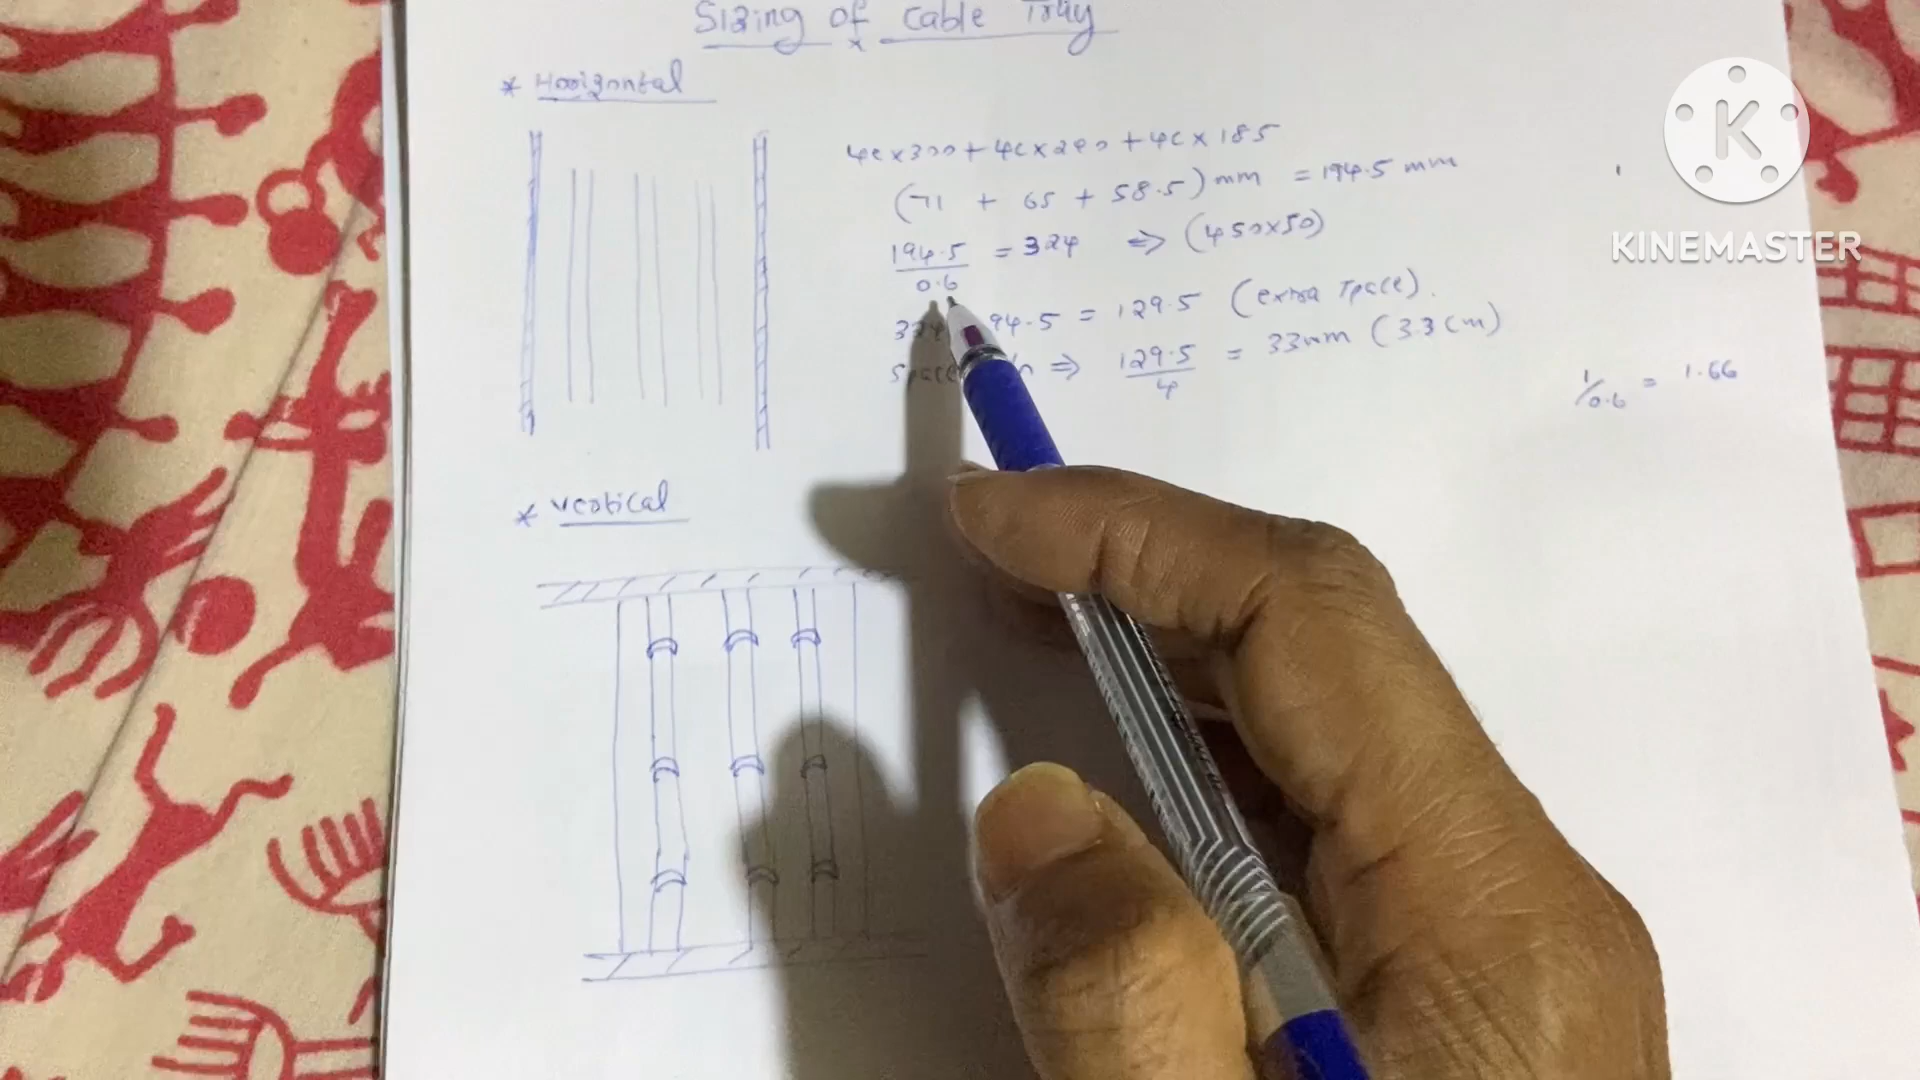 Sizing of Cable Tray
* Horizontal
4c x 300 + 4c x 240 + 4c x 185
(71 + 65 + 58.5) mm = 194.5 mm
194.5 / 0.6 = 324 ⇒ (450x50)
94.5 = 129.5 (extra space).
⇒ 129.5 / 4 = 33mm (3.3cm)
1/0.6 = 1.66
* Vertical
K
KINEMASTER